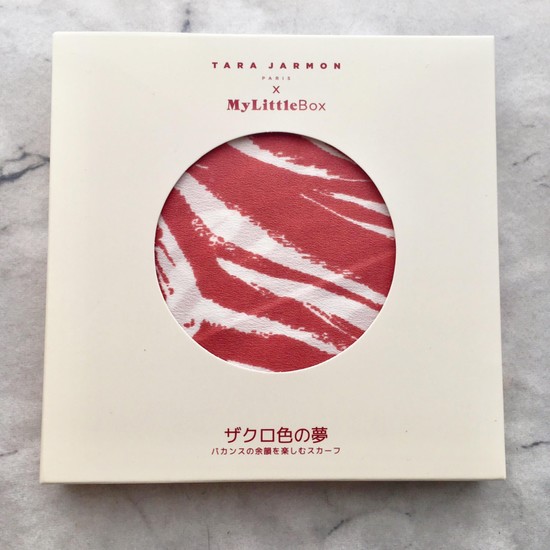 TARA JARMON
PARIS
X
MyLittleBox
ザクロ色の夢
バカンスの余韻を楽しむスカーフ